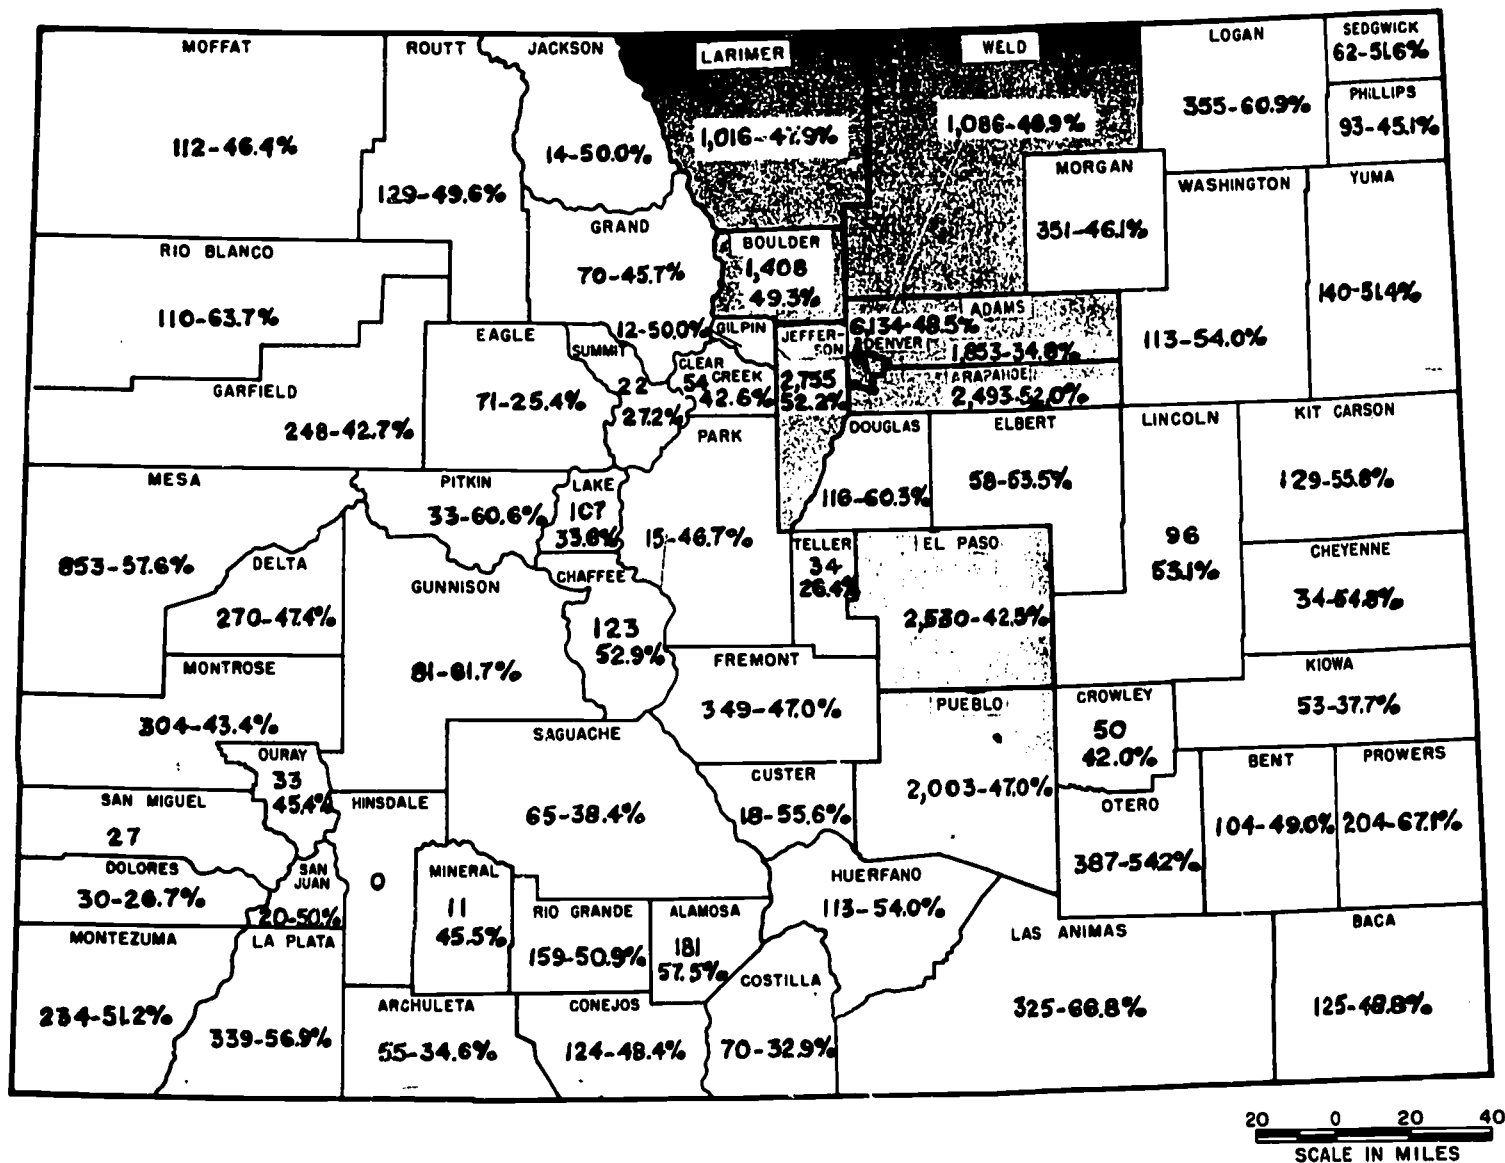 MOFFAT
112-46.4%
ROUTT
129-49.6%
JACKSON
14-50.0%
LARIMER
1,016-47.9%
WELD
1,086-46.9%
LOGAN
355-60.9%
SEDGWICK
62-51.6%
PHILLIPS
93-45.1%
MORGAN
351-46.1%
WASHINGTON
113-54.0%
YUMA
140-51.4%
RIO BLANCO
110-63.7%
GRAND
70-45.7%
BOULDER
1,408
49.3%
12-50.0%
GILPIN
ADAMS
6,134-48.5%
DENVER
1,853-34.8%
ARAPAHOE
2,493-52.0%
JEFFER-
SON
2,755
52.2%
CLEAR
CREEK
54
42.6%
EAGLE
71-25.4%
SUMMIT
22
27.2%
GARFIELD
248-42.7%
PARK
15-46.7%
DOUGLAS
116-60.3%
ELBERT
58-53.5%
LINCOLN
96
53.1%
KIT CARSON
129-55.8%
MESA
853-57.6%
PITKIN
33-60.6%
LAKE
107
33.6%
DELTA
270-47.4%
GUNNISON
81-61.7%
CHAFFEE
123
52.9%
TELLER
34
26.4%
EL PASO
2,530-42.5%
CHEYENNE
34-64.8%
MONTROSE
304-43.4%
FREMONT
349-47.0%
KIOWA
53-37.7%
PUEBLO
2,003-47.0%
CROWLEY
50
42.0%
OURAY
33
45.4%
SAGUACHE
65-38.4%
CUSTER
18-55.6%
BENT
104-49.0%
PROWERS
204-67.1%
SAN MIGUEL
27
HINSDALE
0
OTERO
387-54.2%
DOLORES
30-26.7%
SAN
JUAN
20-50%
MINERAL
11
45.5%
RIO GRANDE
159-50.9%
ALAMOSA
181
57.5%
HUERFANO
113-54.0%
LAS ANIMAS
325-66.8%
BACA
125-48.8%
MONTEZUMA
234-51.2%
LA PLATA
339-56.9%
ARCHULETA
55-34.6%
CONEJOS
124-48.4%
COSTILLA
70-32.9%
20 0 20 40
SCALE IN MILES